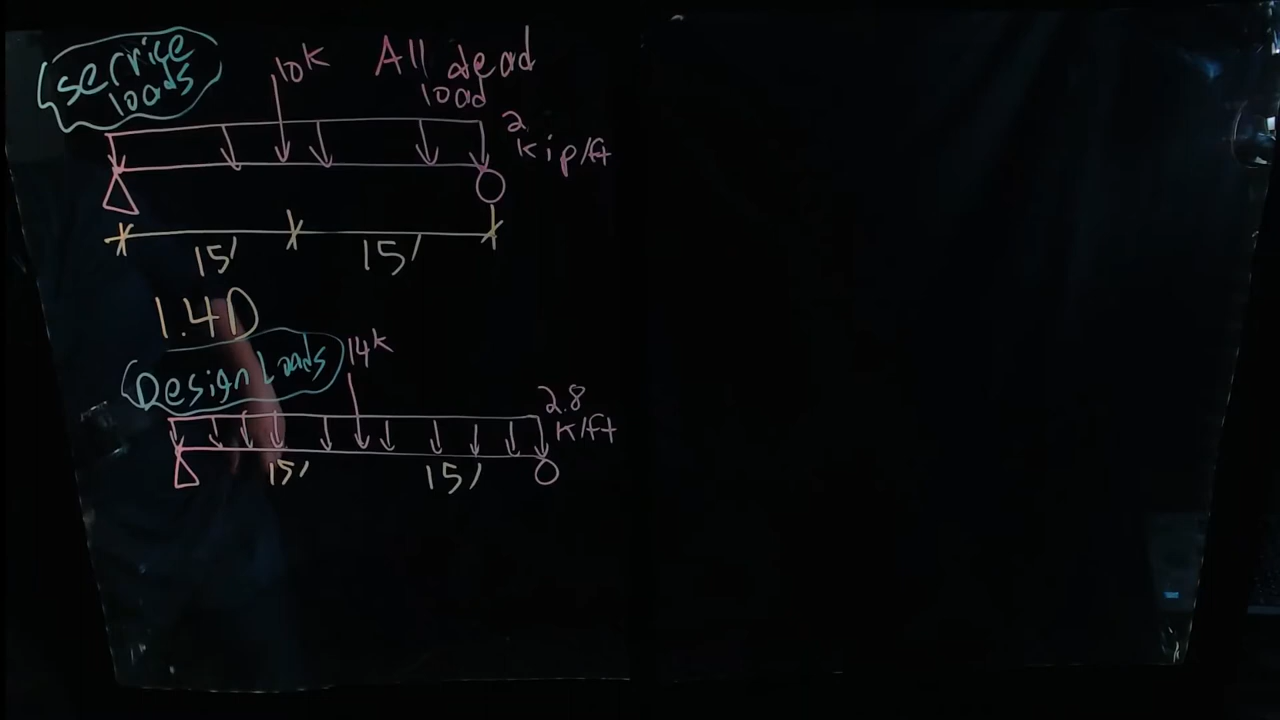 service
loads
10k
All dead
load
2
kip/ft
15'
15'
1.4D
Design Loads
14k
2.8
k/ft
15'
15'